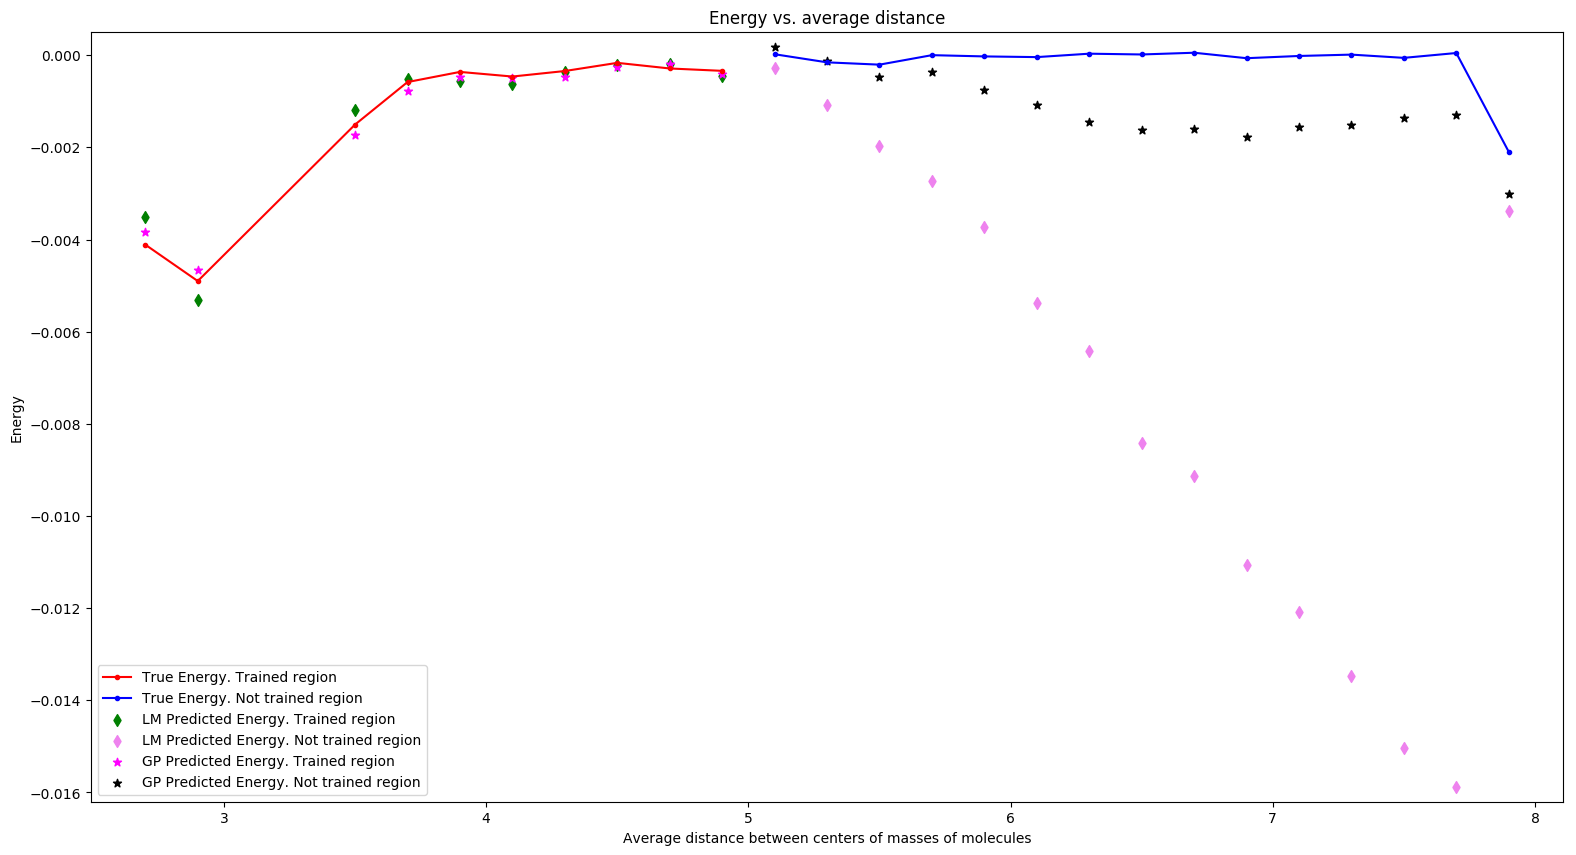 Energy vs. average distance
Energy
0.000
−0.002
−0.004
−0.006
−0.008
−0.010
−0.012
−0.014
−0.016
True Energy. Trained region
True Energy. Not trained region
LM Predicted Energy. Trained region
LM Predicted Energy. Not trained region
GP Predicted Energy. Trained region
GP Predicted Energy. Not trained region
3 4 5 6 7 8
Average distance between centers of masses of molecules